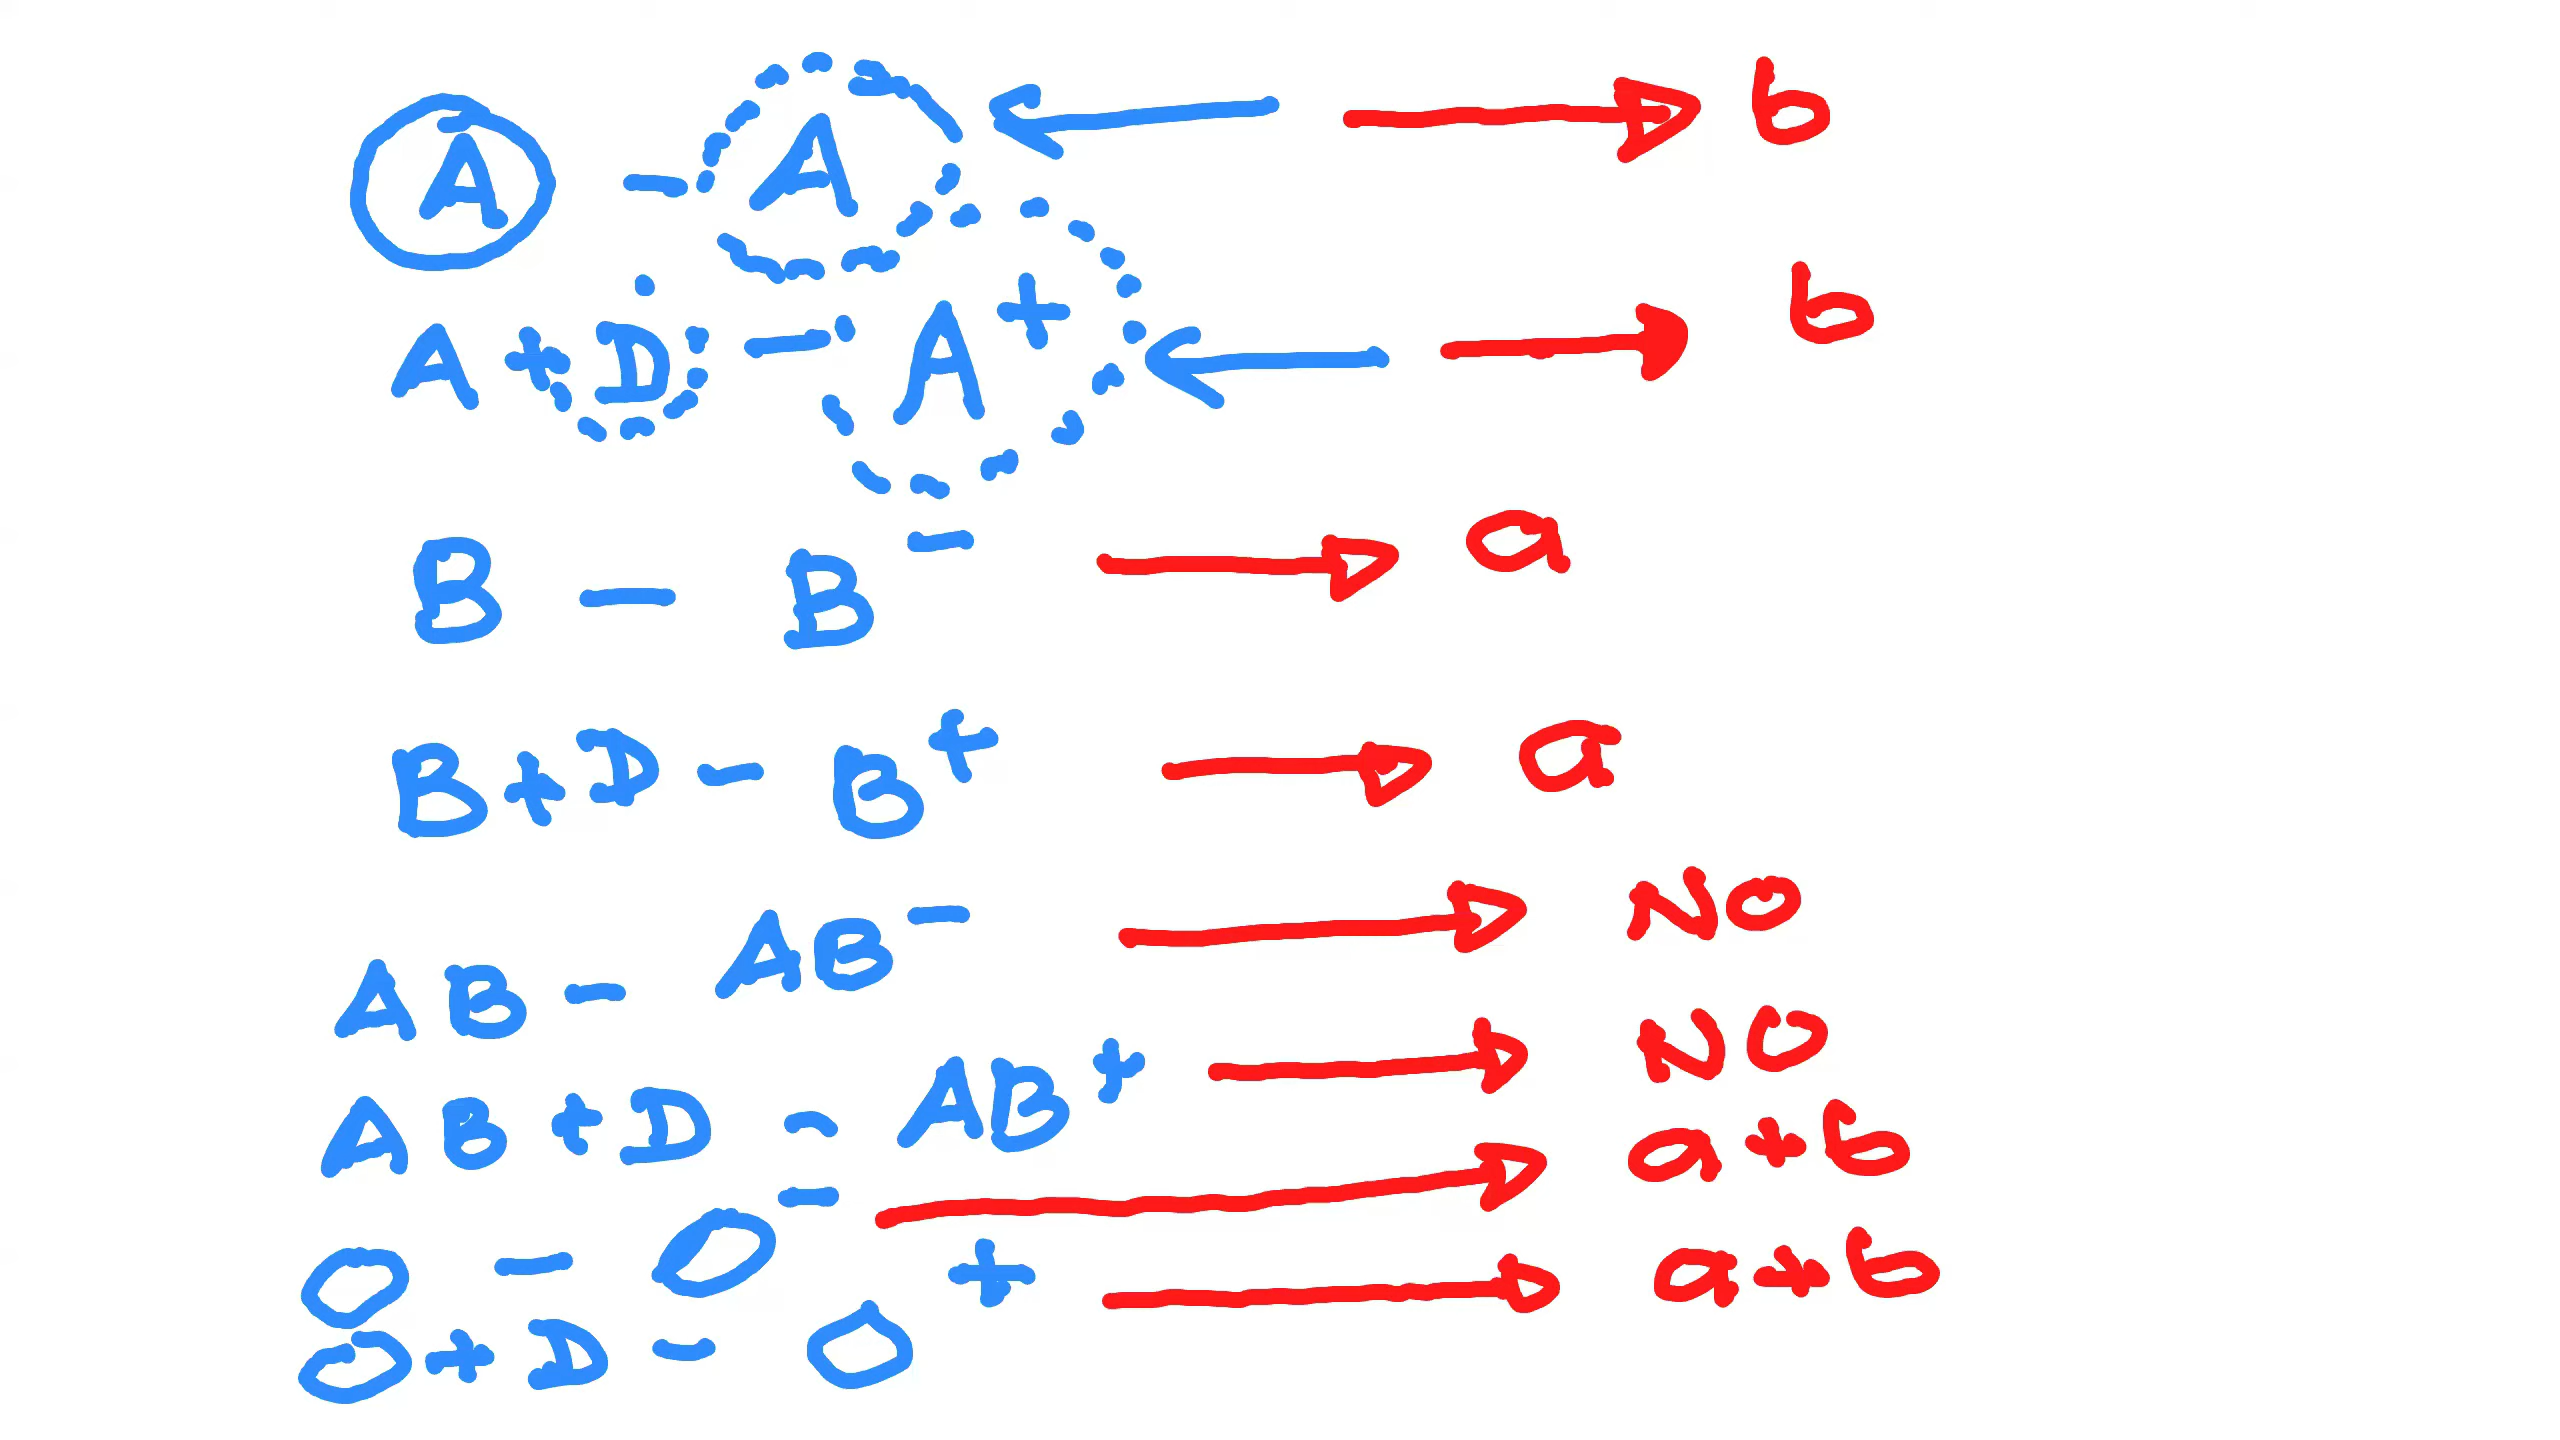 A - A ← → b
A + D - A⁺ ← → b
B - B⁻ → a
B + D - B⁺ → a
AB - AB⁻ → NO
AB + D - AB⁺ → NO
O - O⁻ → a + b
O + D - O⁺ → a + b